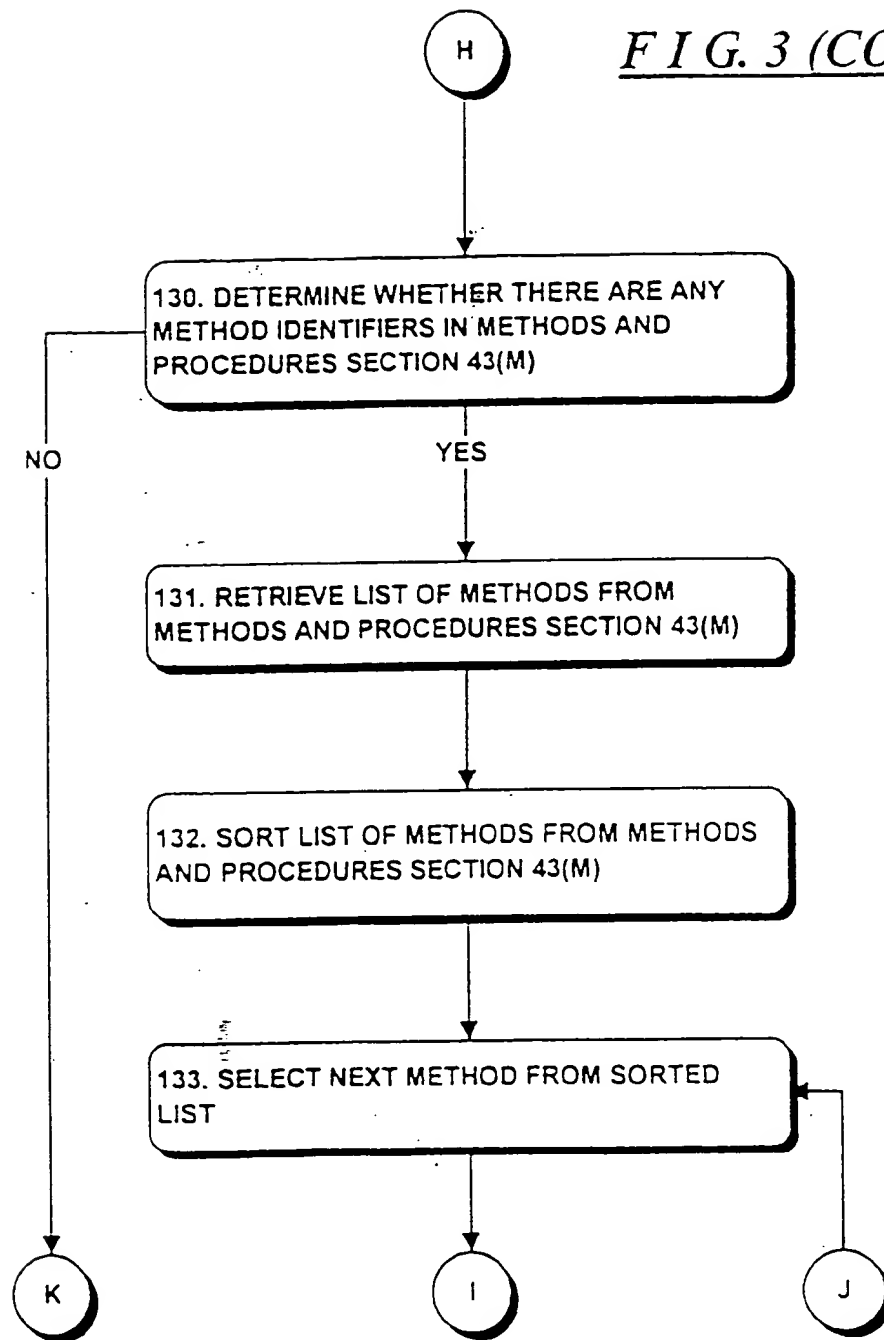 H
FIG. 3 (CO
130. DETERMINE WHETHER THERE ARE ANY
METHOD IDENTIFIERS IN METHODS AND
PROCEDURES SECTION 43(M)
NO
YES
131. RETRIEVE LIST OF METHODS FROM
METHODS AND PROCEDURES SECTION 43(M)
132. SORT LIST OF METHODS FROM METHODS
AND PROCEDURES SECTION 43(M)
133. SELECT NEXT METHOD FROM SORTED
LIST
K
I
J